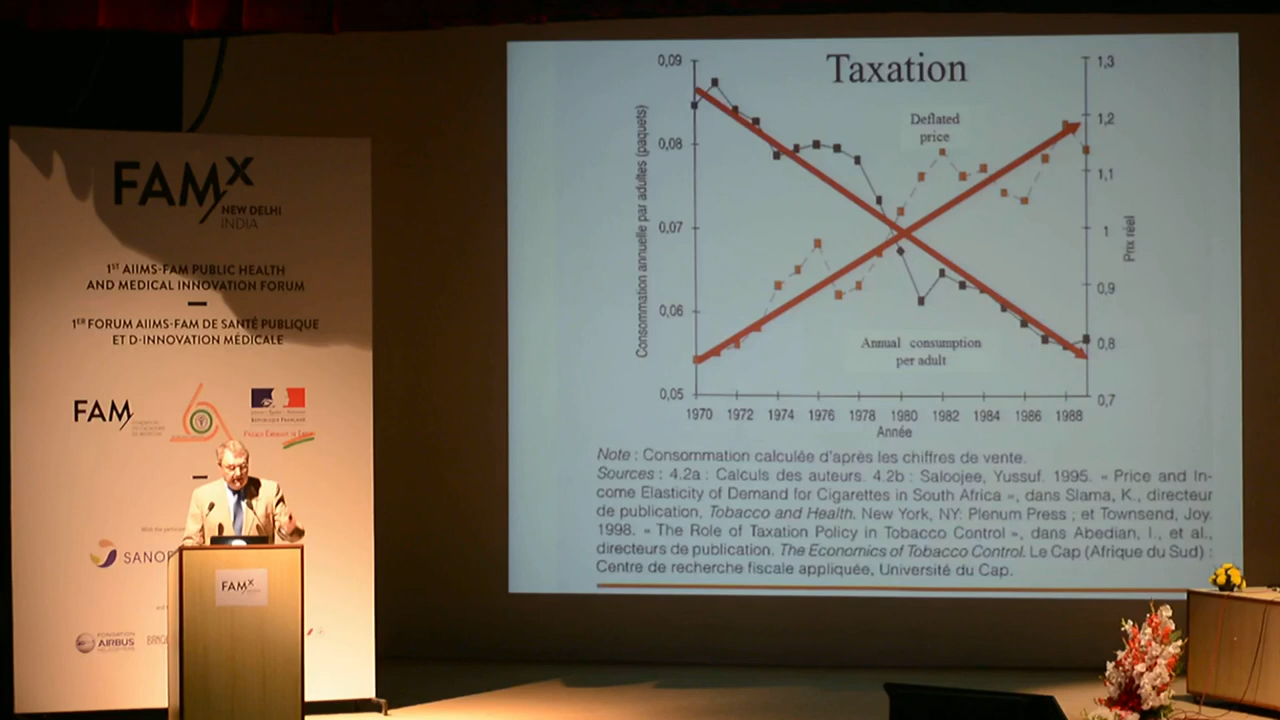 FAMx
NEW DELHI
INDIA
1ST AIIMS-FAM PUBLIC HEALTH
AND MEDICAL INNOVATION FORUM
1ER FORUM AIIMS-FAM DE SANTÉ PUBLIQUE
ET D-INNOVATION MÉDICALE
FAM
RÉPUBLIQUE FRANÇAISE
SANOF
FONDATION
AIRBUS
HELICOPTERS
FAMx
Taxation
0,09
0,08
0,07
0,06
0,05
Consommation annuelle par adultes (paquets)
1,3
1,2
1,1
1
0,9
0,8
0,7
Prix réel
Deflated
price
Annual consumption
per adult
1970 1972 1974 1976 1978 1980 1982 1984 1986 1988
Année
Note : Consommation calculée d'après les chiffres de vente.
Sources : 4.2a : Calculs des auteurs. 4.2b : Saloojee, Yussuf. 1995. « Price and In-
come Elasticity of Demand for Cigarettes in South Africa », dans Slama, K., directeur
de publication, Tobacco and Health. New York, NY: Plenum Press ; et Townsend, Joy.
1998. « The Role of Taxation Policy in Tobacco Control », dans Abedian, I., et al.,
directeurs de publication. The Economics of Tobacco Control. Le Cap (Afrique du Sud) :
Centre de recherche fiscale appliquée, Université du Cap.